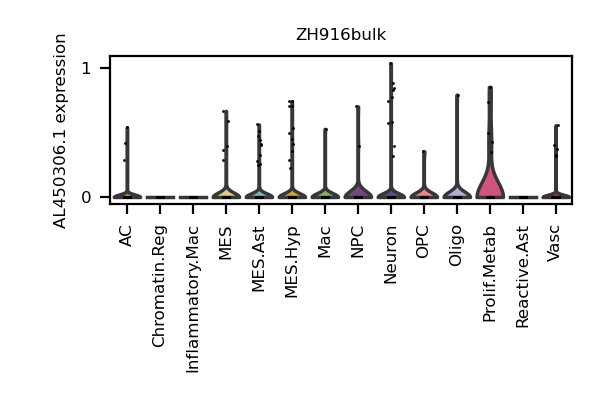 ZH916bulk
AL450306.1 expression
1
0
AC
Chromatin.Reg
Inflammatory.Mac
MES
MES.Ast
MES.Hyp
Mac
NPC
Neuron
OPC
Oligo
Prolif.Metab
Reactive.Ast
Vasc